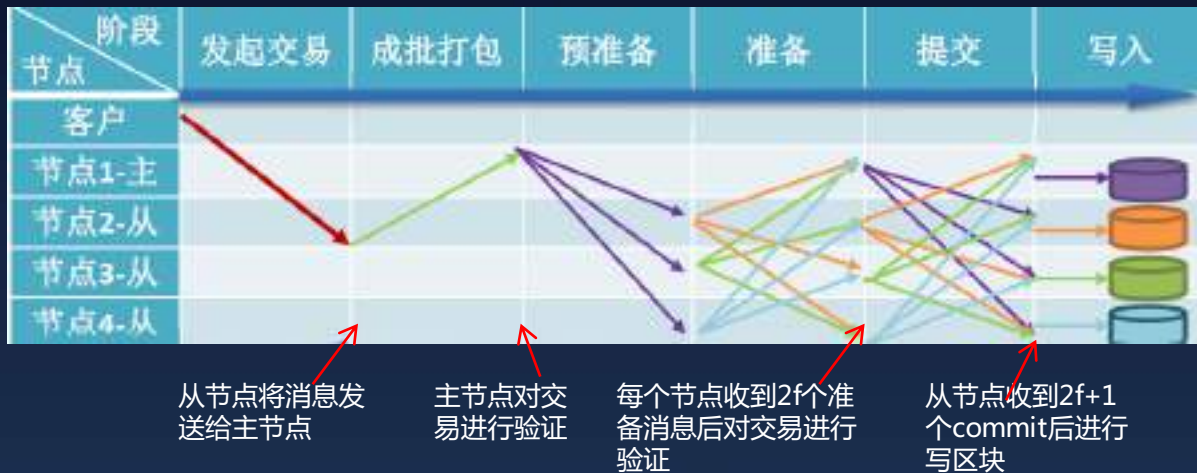 阶段
节点
发起交易
成批打包
预准备
准备
提交
写入
客户
节点1-主
节点2-从
节点3-从
节点4-从
从节点将消息发
送给主节点
主节点对交
易进行验证
每个节点收到2f个准
备消息后对交易进行
验证
从节点收到2f+1
个commit后进行
写区块